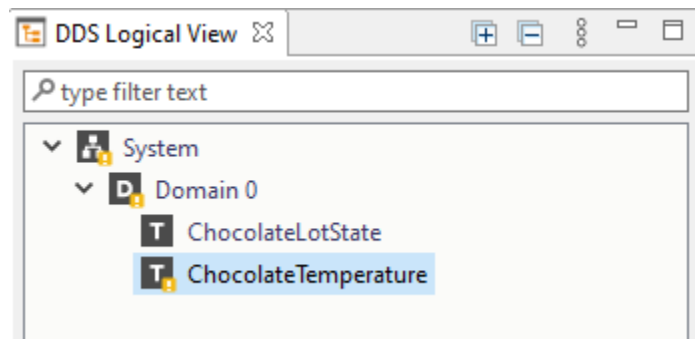 DDS Logical View
type filter text
System
D Domain 0
T ChocolateLotState
T ChocolateTemperature